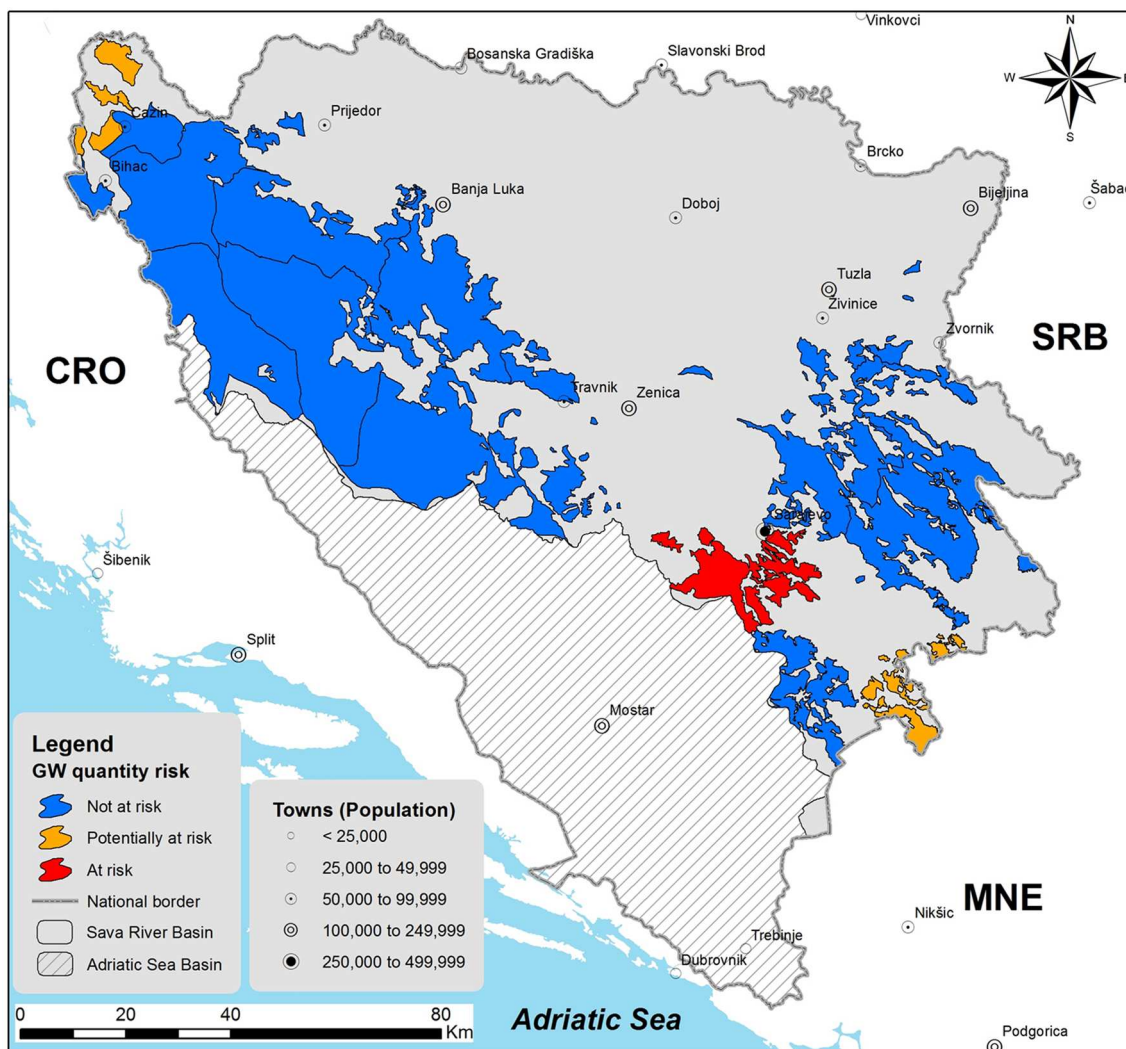 Vinkovci
N
Bosanska Gradiška
Slavonski Brod
W
E
S
Cazin
Prijedor
Bihac
Brcko
Banja Luka
Doboj
Bijeljina
Šabac
Tuzla
Živinice
Zvornik
SRB
CRO
Travnik
Zenica
Sarajevo
Šibenik
Split
Mostar
Legend
GW quantity risk
Not at risk
Potentially at risk
At risk
National border
Sava River Basin
Adriatic Sea Basin
Towns (Population)
< 25,000
25,000 to 49,999
50,000 to 99,999
100,000 to 249,999
250,000 to 499,999
MNE
Nikšic
Trebinje
Dubrovnik
0 20 40 80
Km
Adriatic Sea
Podgorica